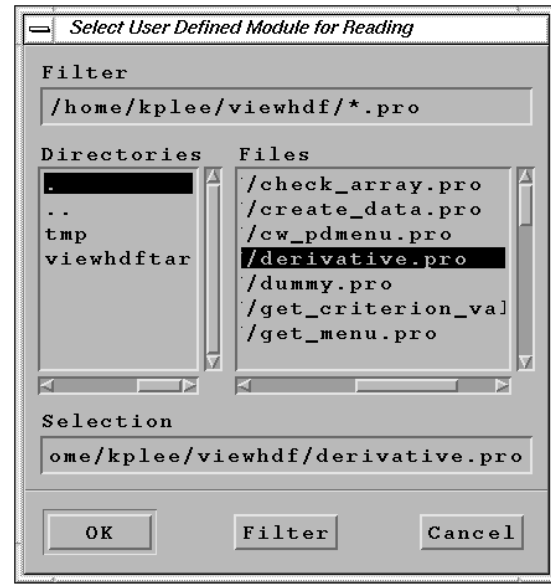 Select User Defined Module for Reading
Filter
/home/kplee/viewhdf/*.pro
Directories
.
..
tmp
viewhdftar
Files
/check_array.pro
/create_data.pro
/cw_pdmenu.pro
/derivative.pro
/dummy.pro
/get_criterion_val
/get_menu.pro
Selection
ome/kplee/viewhdf/derivative.pro
OK
Filter
Cancel